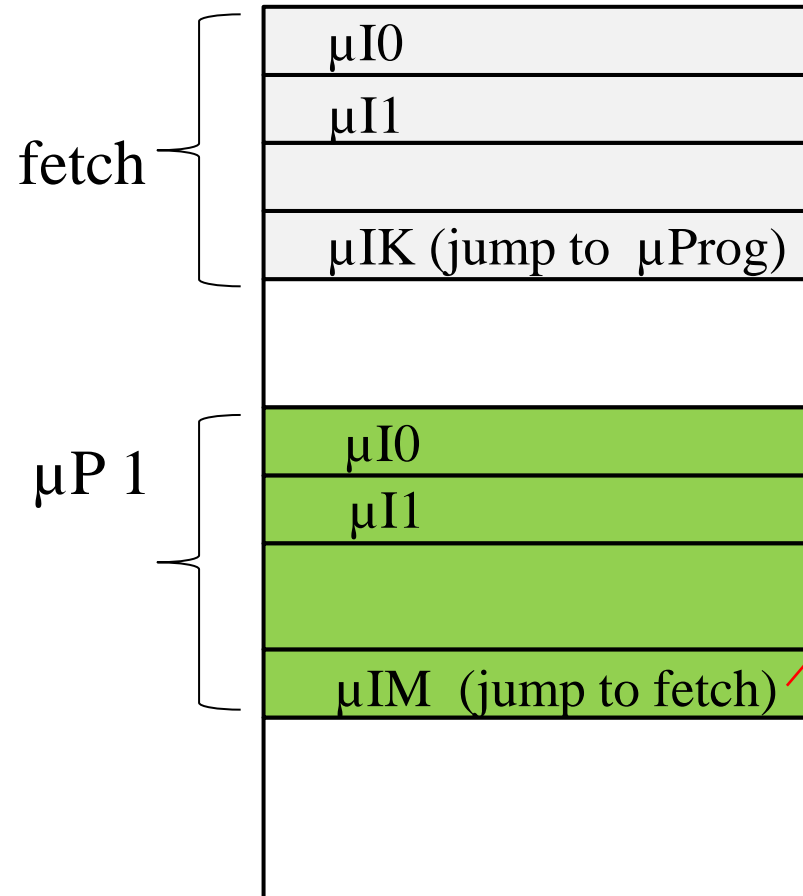 µI0
µI1
fetch
µIK (jump to µProg)
µI0
µP 1
µI1
µIM (jump to fetch)